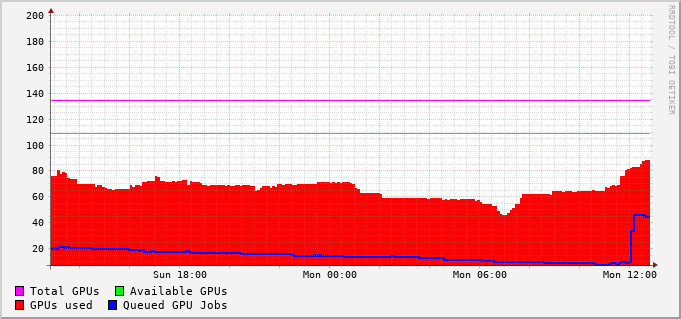 200
180
160
140
120
100
80
60
40
20
Sun 18:00 Mon 00:00 Mon 06:00 Mon 12:00
Total GPUs Available GPUs
GPUs used Queued GPU Jobs
RRDTOOL / TOBI OETIKER